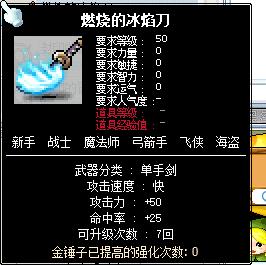 燃烧的冰焰刀
要求等级 : 50
要求力量 : 0
要求敏捷 : 0
要求智力 : 0
要求运气 : 0
要求人气度 : -
道具等级 : -
道具经验值 : -
新手 战士 魔法师 弓箭手 飞侠 海盗
武器分类 : 单手剑
攻击速度 : 快
攻击力 : +50
命中率 : +25
可升级次数 : 7回
金锤子已提高的强化次数: 0